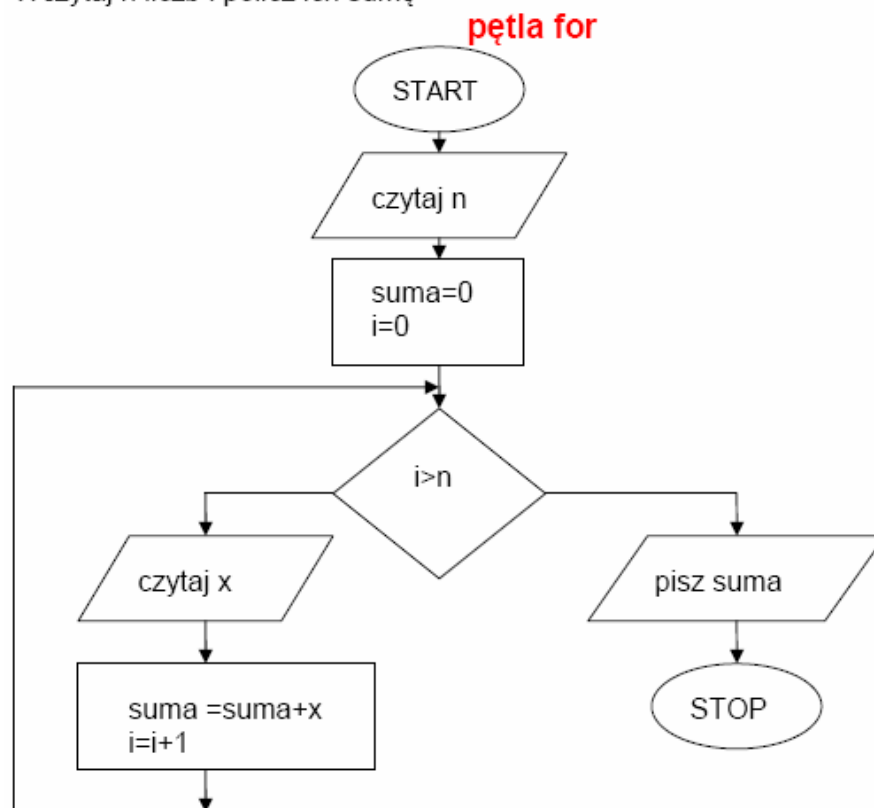 pętla for
START
czytaj n
suma=0
i=0
i>n
czytaj x
pisz suma
suma =suma+x
i=i+1
STOP